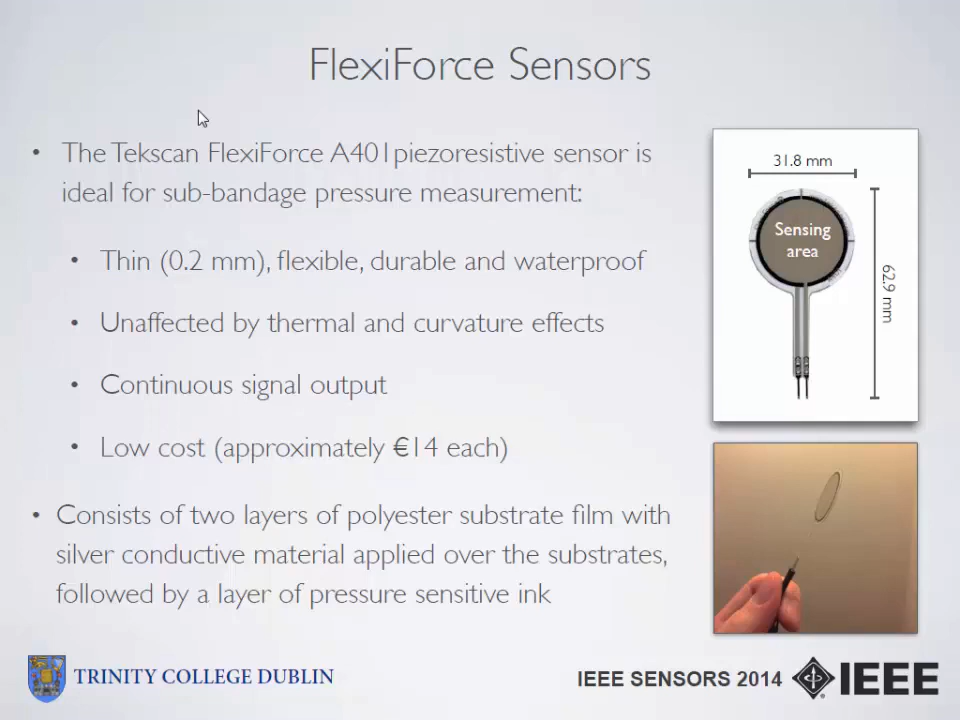 FlexiForce Sensors
• The Tekscan FlexiForce A401piezoresistive sensor is
ideal for sub-bandage pressure measurement:
• Thin (0.2 mm), flexible, durable and waterproof
• Unaffected by thermal and curvature effects
• Continuous signal output
• Low cost (approximately €14 each)
• Consists of two layers of polyester substrate film with
silver conductive material applied over the substrates,
followed by a layer of pressure sensitive ink
31.8 mm
Sensing
area
62.9 mm
TRINITY COLLEGE DUBLIN
IEEE SENSORS 2014
IEEE